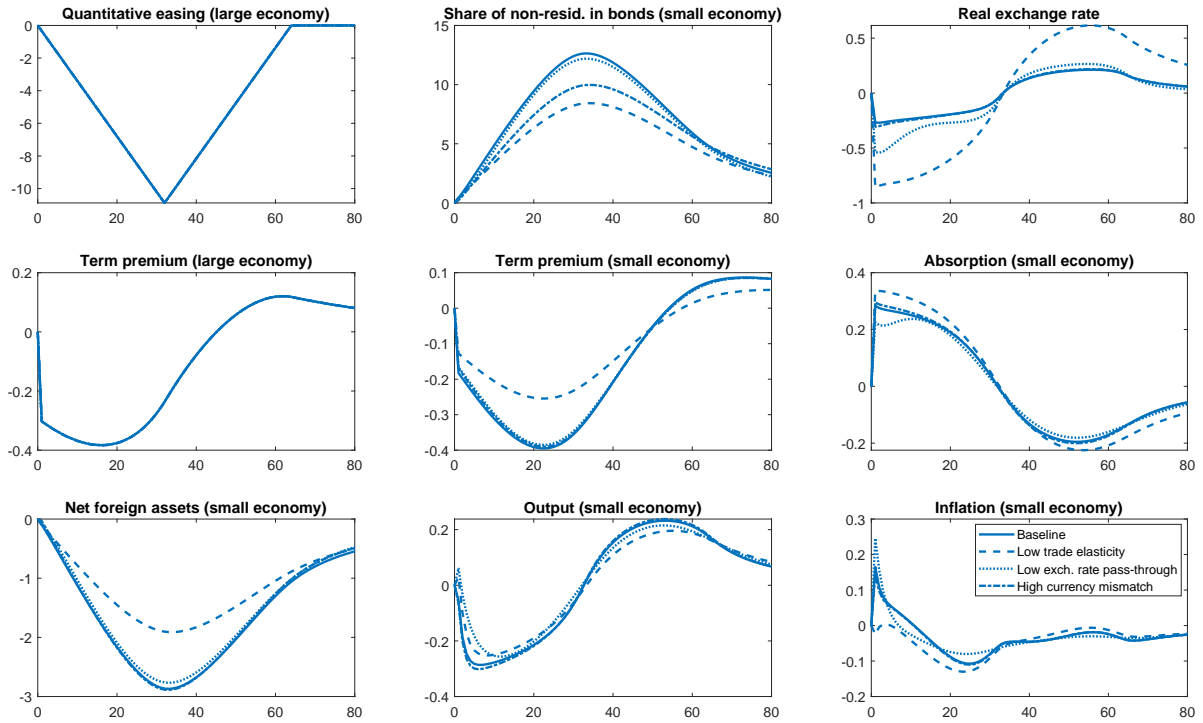 Quantitative easing (large economy)
0
-2
-4
-6
-8
-10
0 20 40 60 80
Share of non-resid. in bonds (small economy)
15
10
5
0
0 20 40 60 80
Real exchange rate
0.5
0
-0.5
-1
0 20 40 60 80
Term premium (large economy)
0.2
0
-0.2
-0.4
0 20 40 60 80
Term premium (small economy)
0.1
0
-0.1
-0.2
-0.3
-0.4
0 20 40 60 80
Absorption (small economy)
0.4
0.2
0
-0.2
0 20 40 60 80
Net foreign assets (small economy)
0
-1
-2
-3
0 20 40 60 80
Output (small economy)
0.2
0
-0.2
-0.4
0 20 40 60 80
Inflation (small economy)
0.3
0.2
0.1
0
-0.1
-0.2
0 20 40 60 80
Baseline
Low trade elasticity
Low exch. rate pass-through
High currency mismatch